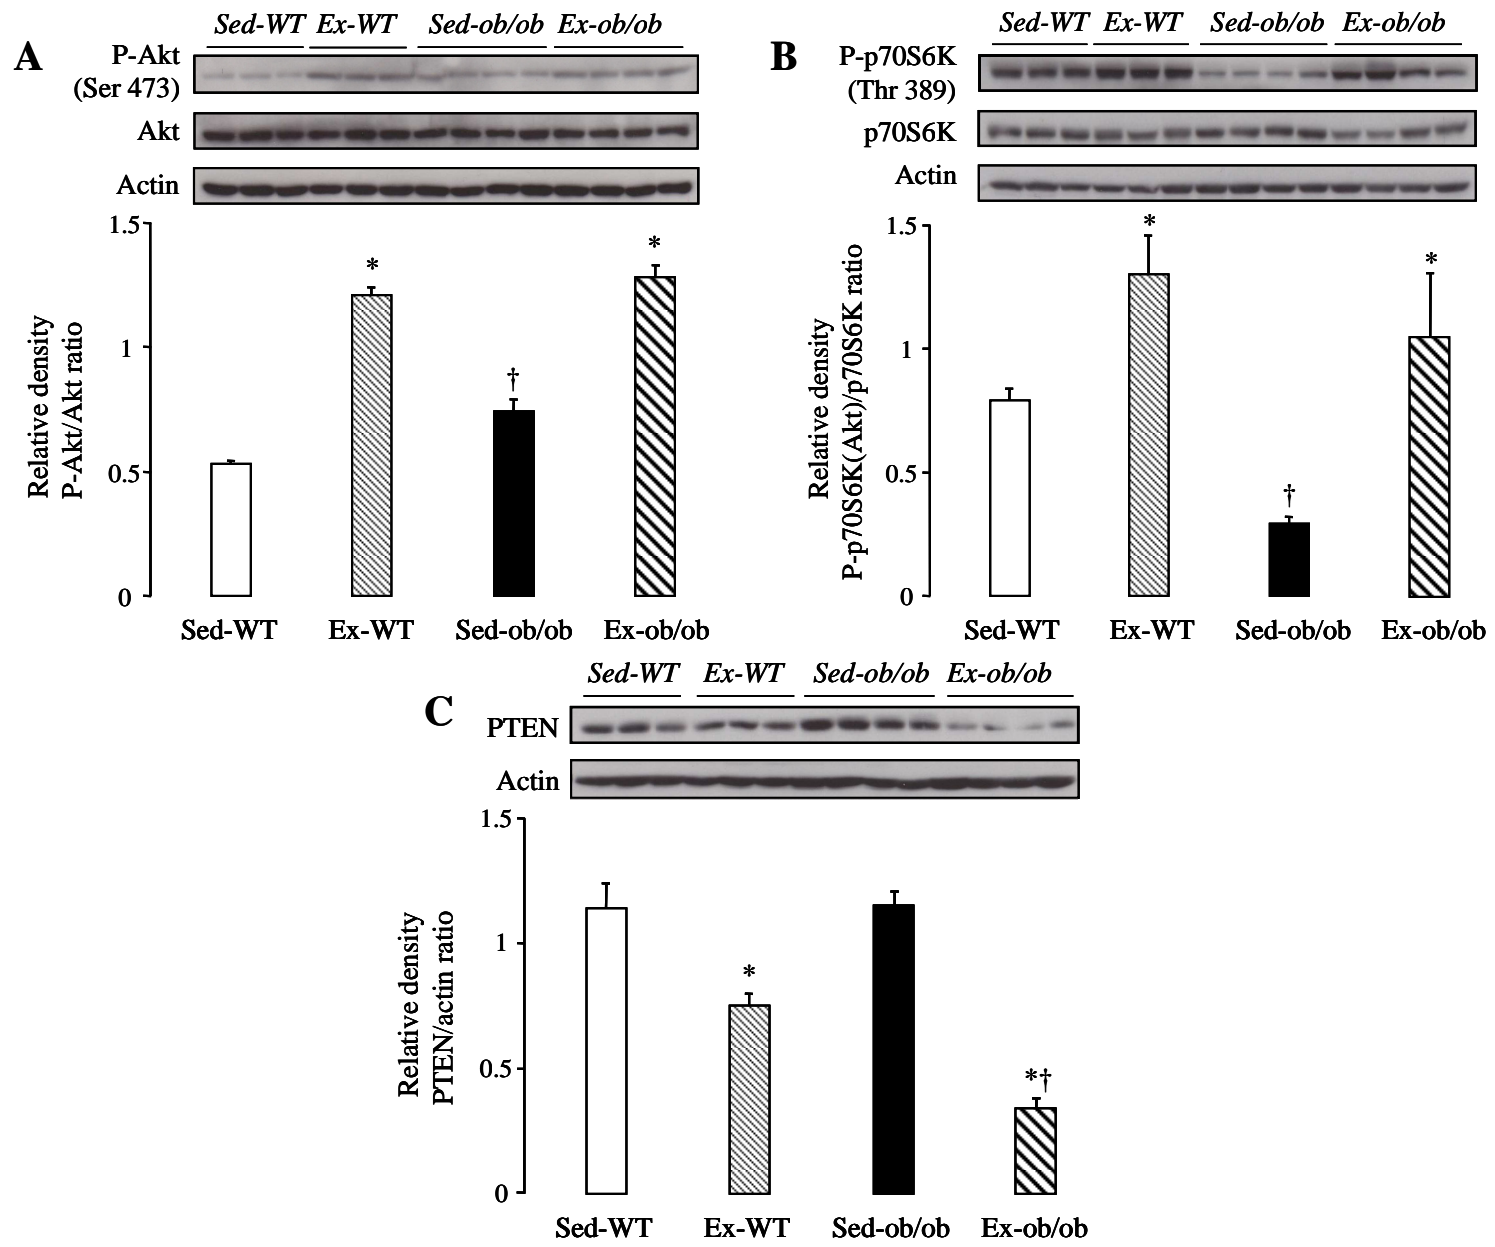 A
Sed-WT Ex-WT Sed-ob/ob Ex-ob/ob
P-Akt
(Ser 473)
Akt
Actin
1.5
1
0.5
0
Relative density
P-Akt/Akt ratio
*
†
*
Sed-WT Ex-WT Sed-ob/ob Ex-ob/ob
B
Sed-WT Ex-WT Sed-ob/ob Ex-ob/ob
P-p70S6K
(Thr 389)
p70S6K
Actin
1.5
1
0.5
0
Relative density
P-p70S6K(Akt)/p70S6K ratio
*
†
*
Sed-WT Ex-WT Sed-ob/ob Ex-ob/ob
C
Sed-WT Ex-WT Sed-ob/ob Ex-ob/ob
PTEN
Actin
1.5
1
0.5
0
Relative density
PTEN/actin ratio
*
*†
Sed-WT Ex-WT Sed-ob/ob Ex-ob/ob